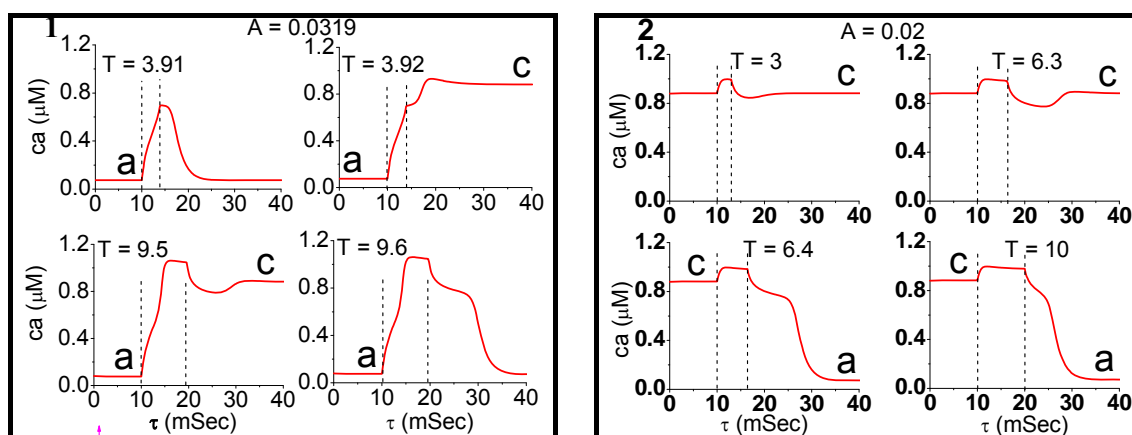 1
A = 0.0319
1.2
0.8
0.4
0.0
ca (μM)
T = 3.91
a
0 10 20 30 40
1.2
0.8
0.4
0.0
T = 3.92
a
c
0 10 20 30 40
1.2
0.8
0.4
0.0
ca (μM)
T = 9.5
a
c
0 10 20 30 40
τ (mSec)
1.2
0.8
0.4
0.0
T = 9.6
a
0 10 20 30 40
τ (mSec)
2
A = 0.02
1.2
0.8
0.4
0.0
ca (μM)
T = 3
0 10 20 30 40
1.2
0.8
0.4
0.0
T = 6.3
c
0 10 20 30 40
1.2
0.8
0.4
0.0
ca (μM)
T = 6.4
c
a
0 10 20 30 40
τ (mSec)
1.2
0.8
0.4
0.0
T = 10
c
a
0 10 20 30 40
τ (mSec)